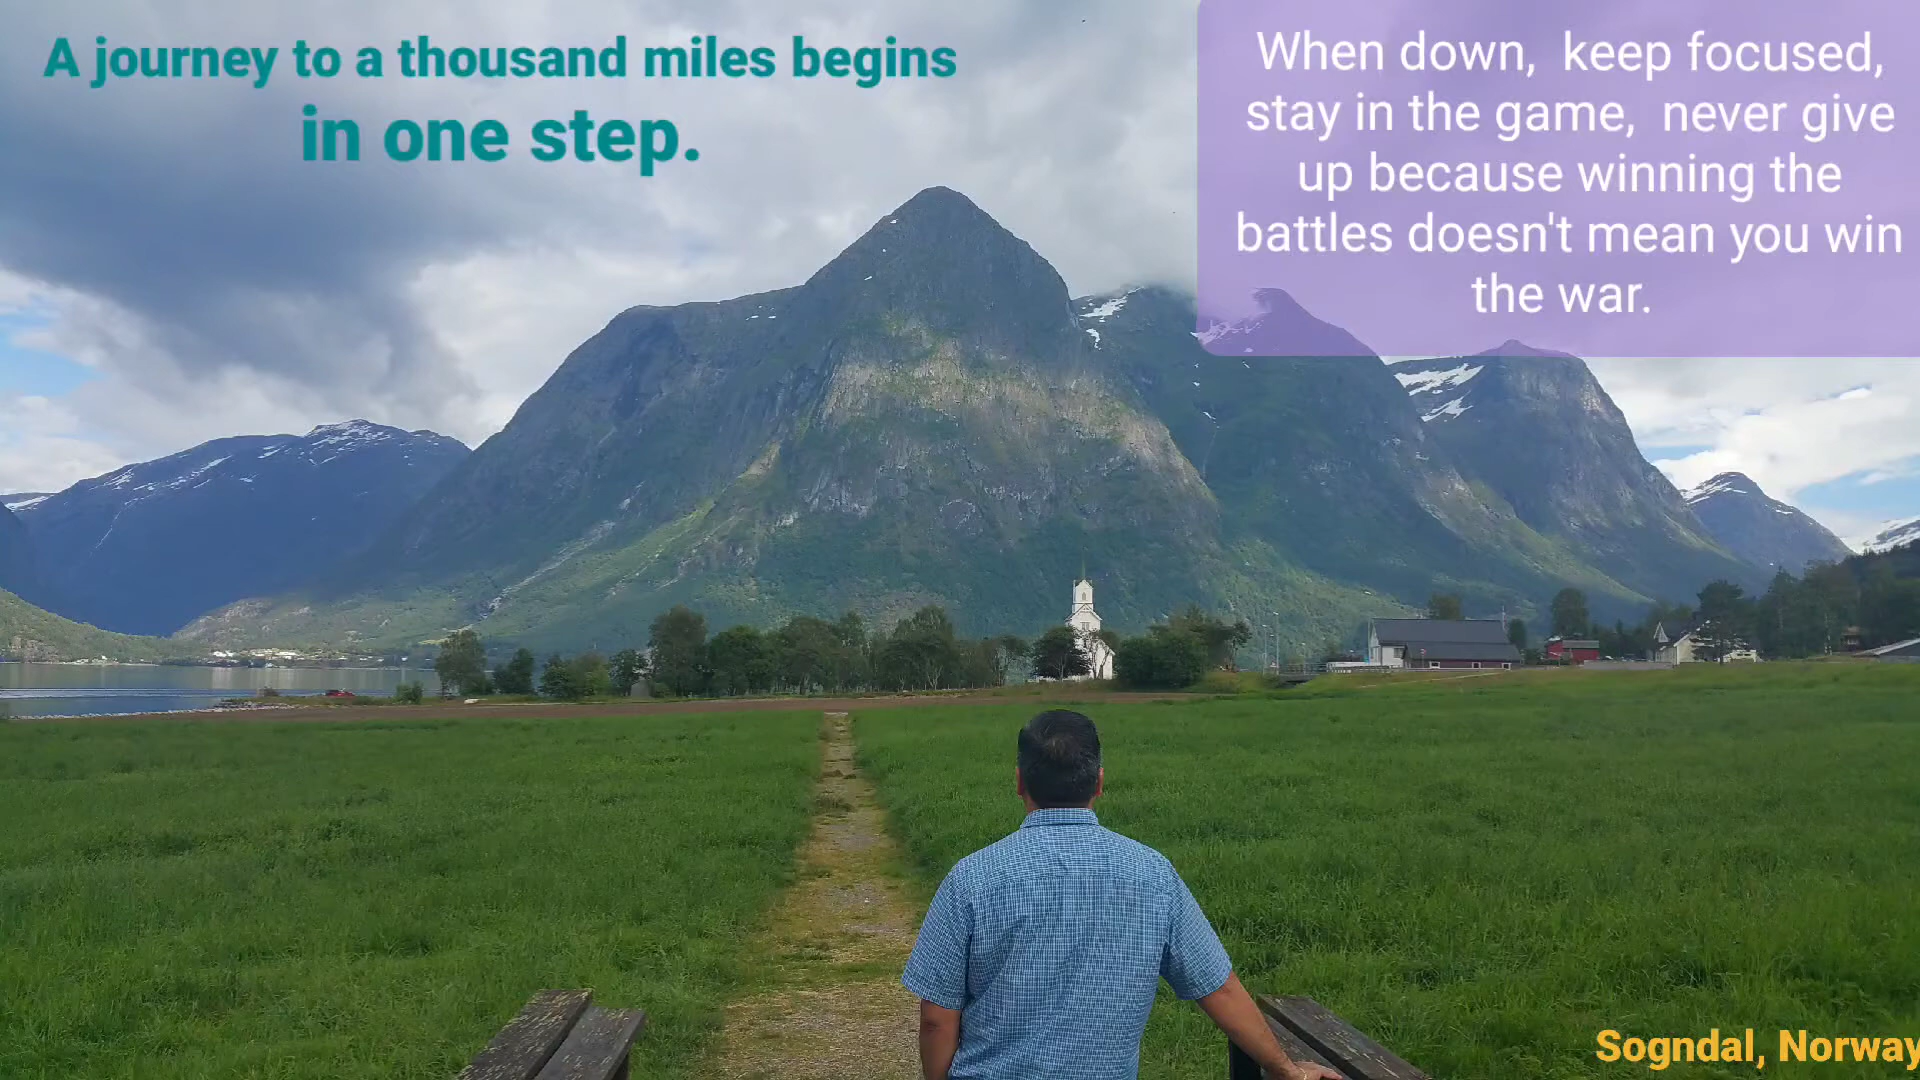 A journey to a thousand miles begins
in one step.
When down, keep focused,
stay in the game, never give
up because winning the
battles doesn't mean you win
the war.
Sogndal, Norway